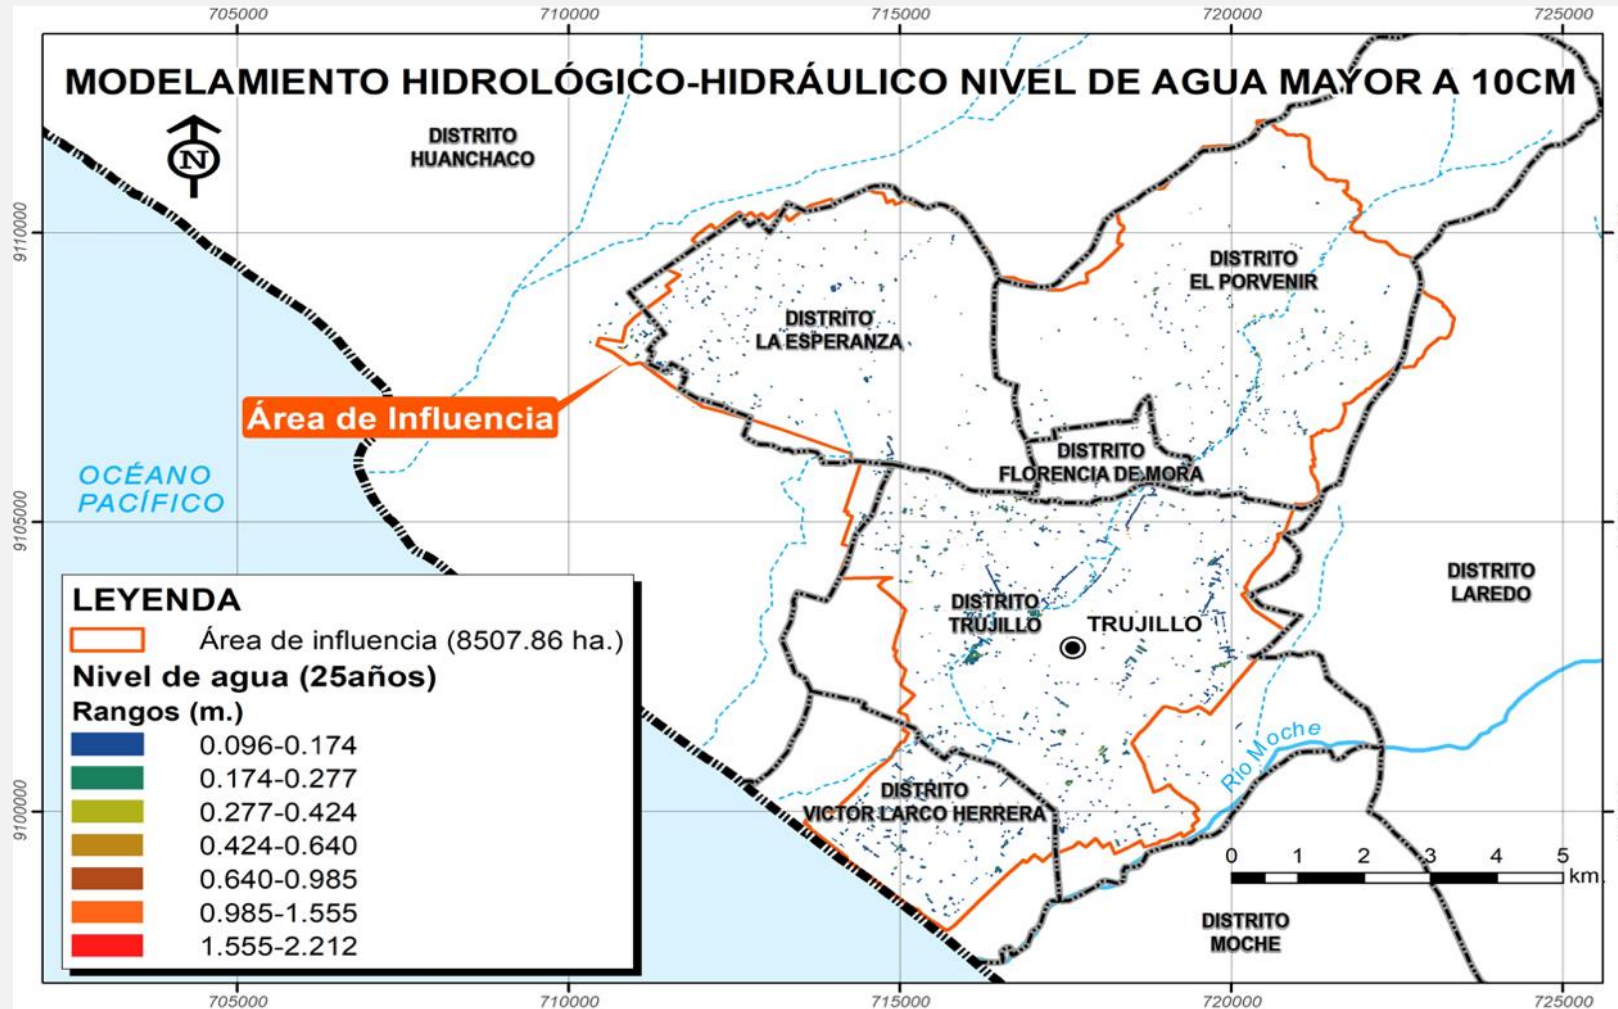 705000
710000
715000
720000
725000
MODELAMIENTO HIDROLÓGICO-HIDRÁULICO NIVEL DE AGUA MAYOR A 10CM
N
DISTRITO
HUANCHACO
9110000
DISTRITO
EL PORVENIR
DISTRITO
LA ESPERANZA
Área de Influencia
DISTRITO
FLORENCIA DE MORA
OCÉANO
PACÍFICO
9105000
DISTRITO
LAREDO
DISTRITO
TRUJILLO
TRUJILLO
Rio Moche
DISTRITO
VICTOR LARCO HERRERA
9100000
0 1 2 3 4 5
km.
DISTRITO
MOCHE
LEYENDA
Área de influencia (8507.86 ha.)
Nivel de agua (25años)
Rangos (m.)
0.096-0.174
0.174-0.277
0.277-0.424
0.424-0.640
0.640-0.985
0.985-1.555
1.555-2.212
705000
710000
715000
720000
725000